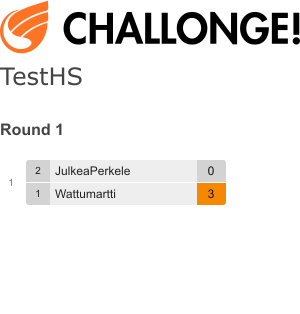 CHALLONGE!
TestHS
Round 1
1
2 JulkeaPerkele 0
1 Wattumartti 3